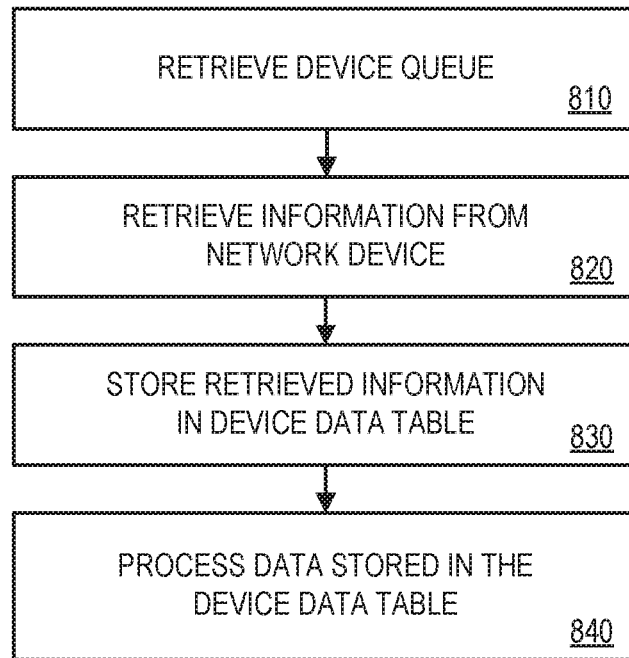 RETRIEVE DEVICE QUEUE
810
RETRIEVE INFORMATION FROM
NETWORK DEVICE
820
STORE RETRIEVED INFORMATION
IN DEVICE DATA TABLE
830
PROCESS DATA STORED IN THE
DEVICE DATA TABLE
840